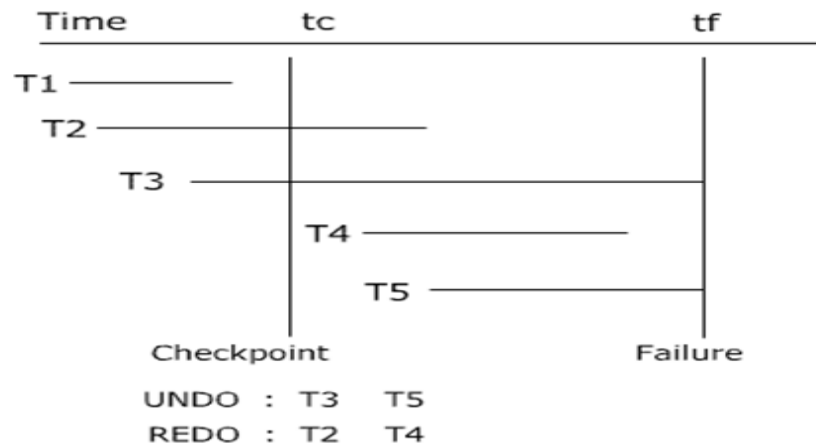 Time tc tf
T1
T2
T3
T4
T5
Checkpoint Failure
UNDO : T3 T5
REDO : T2 T4